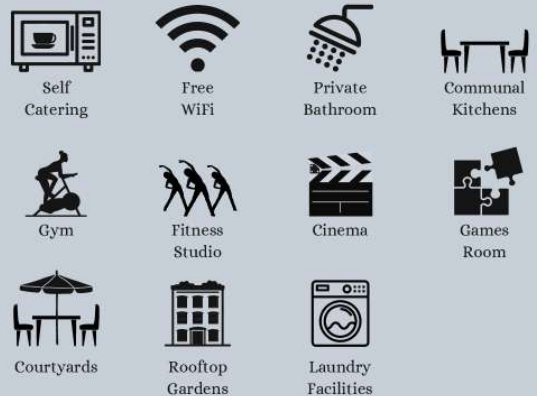 Self
Catering
Free
WiFi
Private
Bathroom
Communal
Kitchens
Gym
Fitness
Studio
Cinema
Games
Room
Courtyards
Rooftop
Gardens
Laundry
Facilities